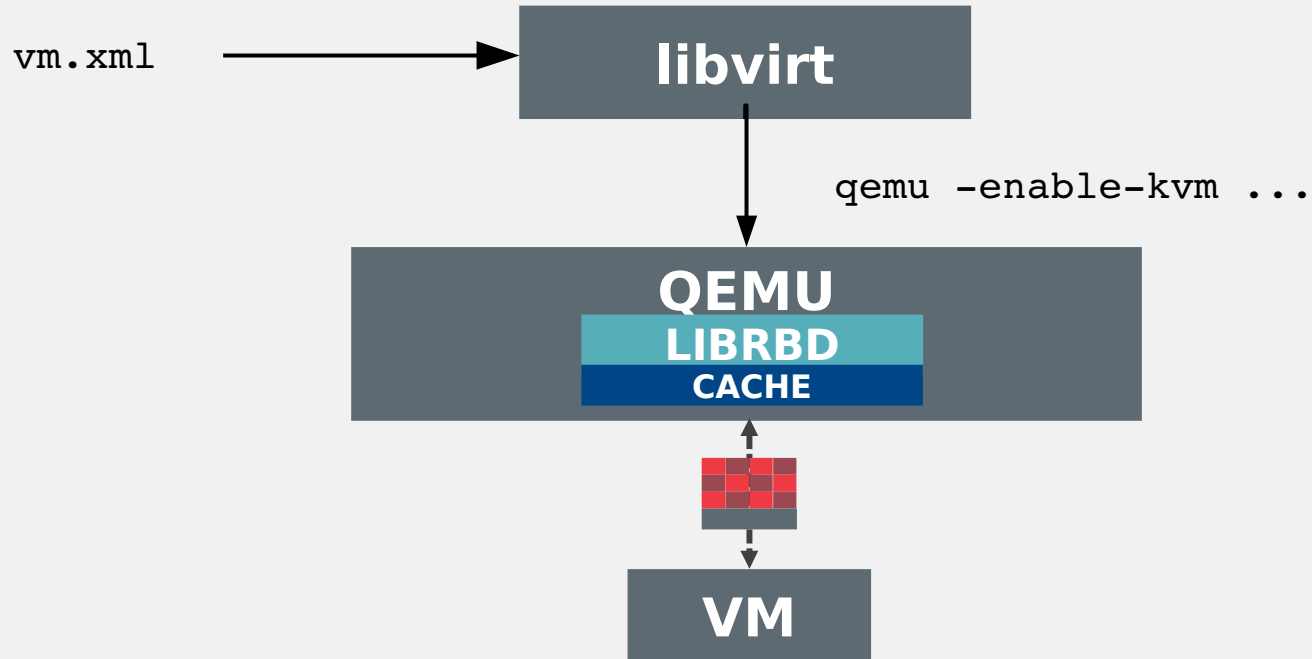 vm.xml
libvirt
qemu -enable-kvm ...
QEMU
LIBRBD
CACHE
VM